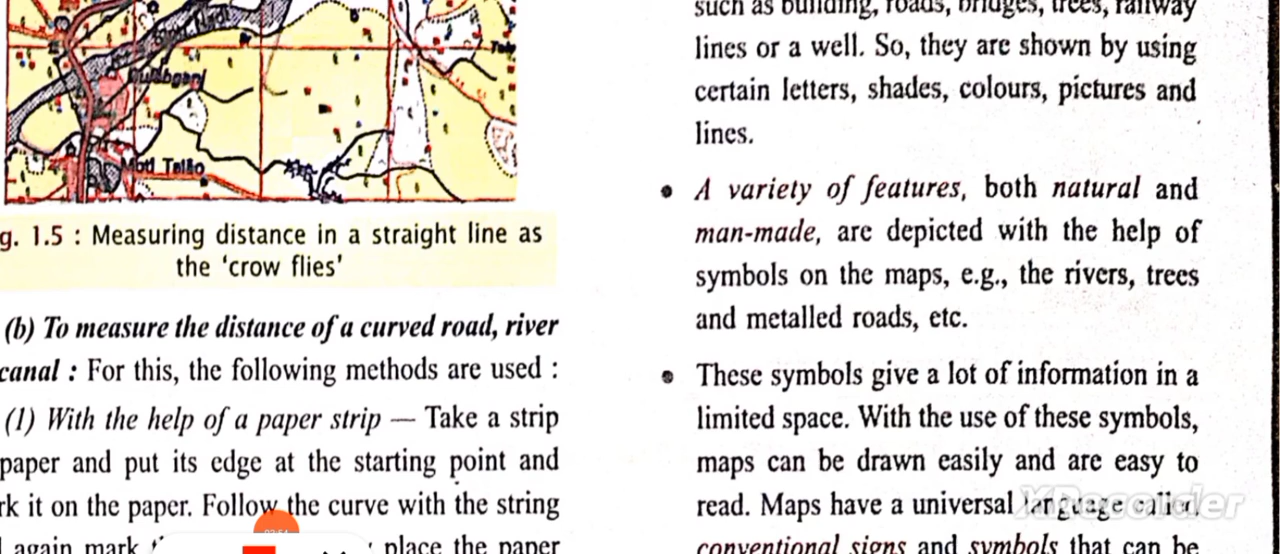 Motl Talao
g. 1.5 : Measuring distance in a straight line as
the 'crow flies'
(b) To measure the distance of a curved road, river
canal : For this, the following methods are used :
(1) With the help of a paper strip — Take a strip
paper and put its edge at the starting point and
rk it on the paper. Follow the curve with the string
again mark
place the paper
such as building, roads, bridges, trees, railway
lines or a well. So, they are shown by using
certain letters, shades, colours, pictures and
lines.
• A variety of features, both natural and
man-made, are depicted with the help of
symbols on the maps, e.g., the rivers, trees
and metalled roads, etc.
• These symbols give a lot of information in a
limited space. With the use of these symbols,
maps can be drawn easily and are easy to
read. Maps have a universal language called
conventional signs and symbols that can be
XRecorder